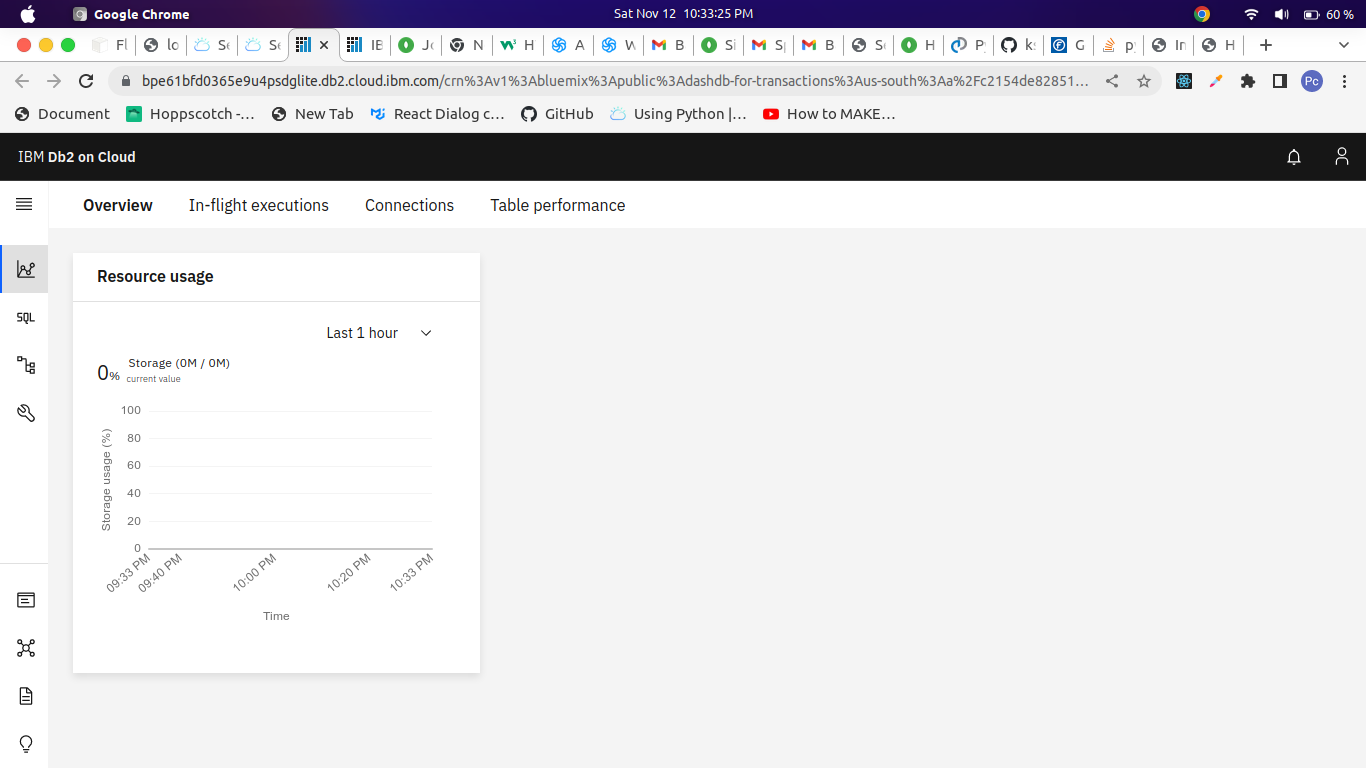 Google Chrome Sat Nov 12 10:33:25 PM 60 %
Fl lo Se Se IE Jo N H A W B Si Sp B Se H Py ks G py In H
bpe61bfd0365e9u4psdglite.db2.cloud.ibm.com/crn%3Av1%3Abluemix%3Apublic%3Adashdb-for-transactions%3Aus-south%3Aa%2Fc2154de82851... Pc
Document Hoppscotch -... New Tab React Dialog c... GitHub Using Python |... How to MAKE...
IBM Db2 on Cloud
Overview In-flight executions Connections Table performance
SQL
Resource usage
Last 1 hour
0% Storage (0M / 0M)
current value
100
80
60
40
20
0
Storage usage (%)
09:33 PM 09:40 PM 10:00 PM 10:20 PM 10:33 PM
Time